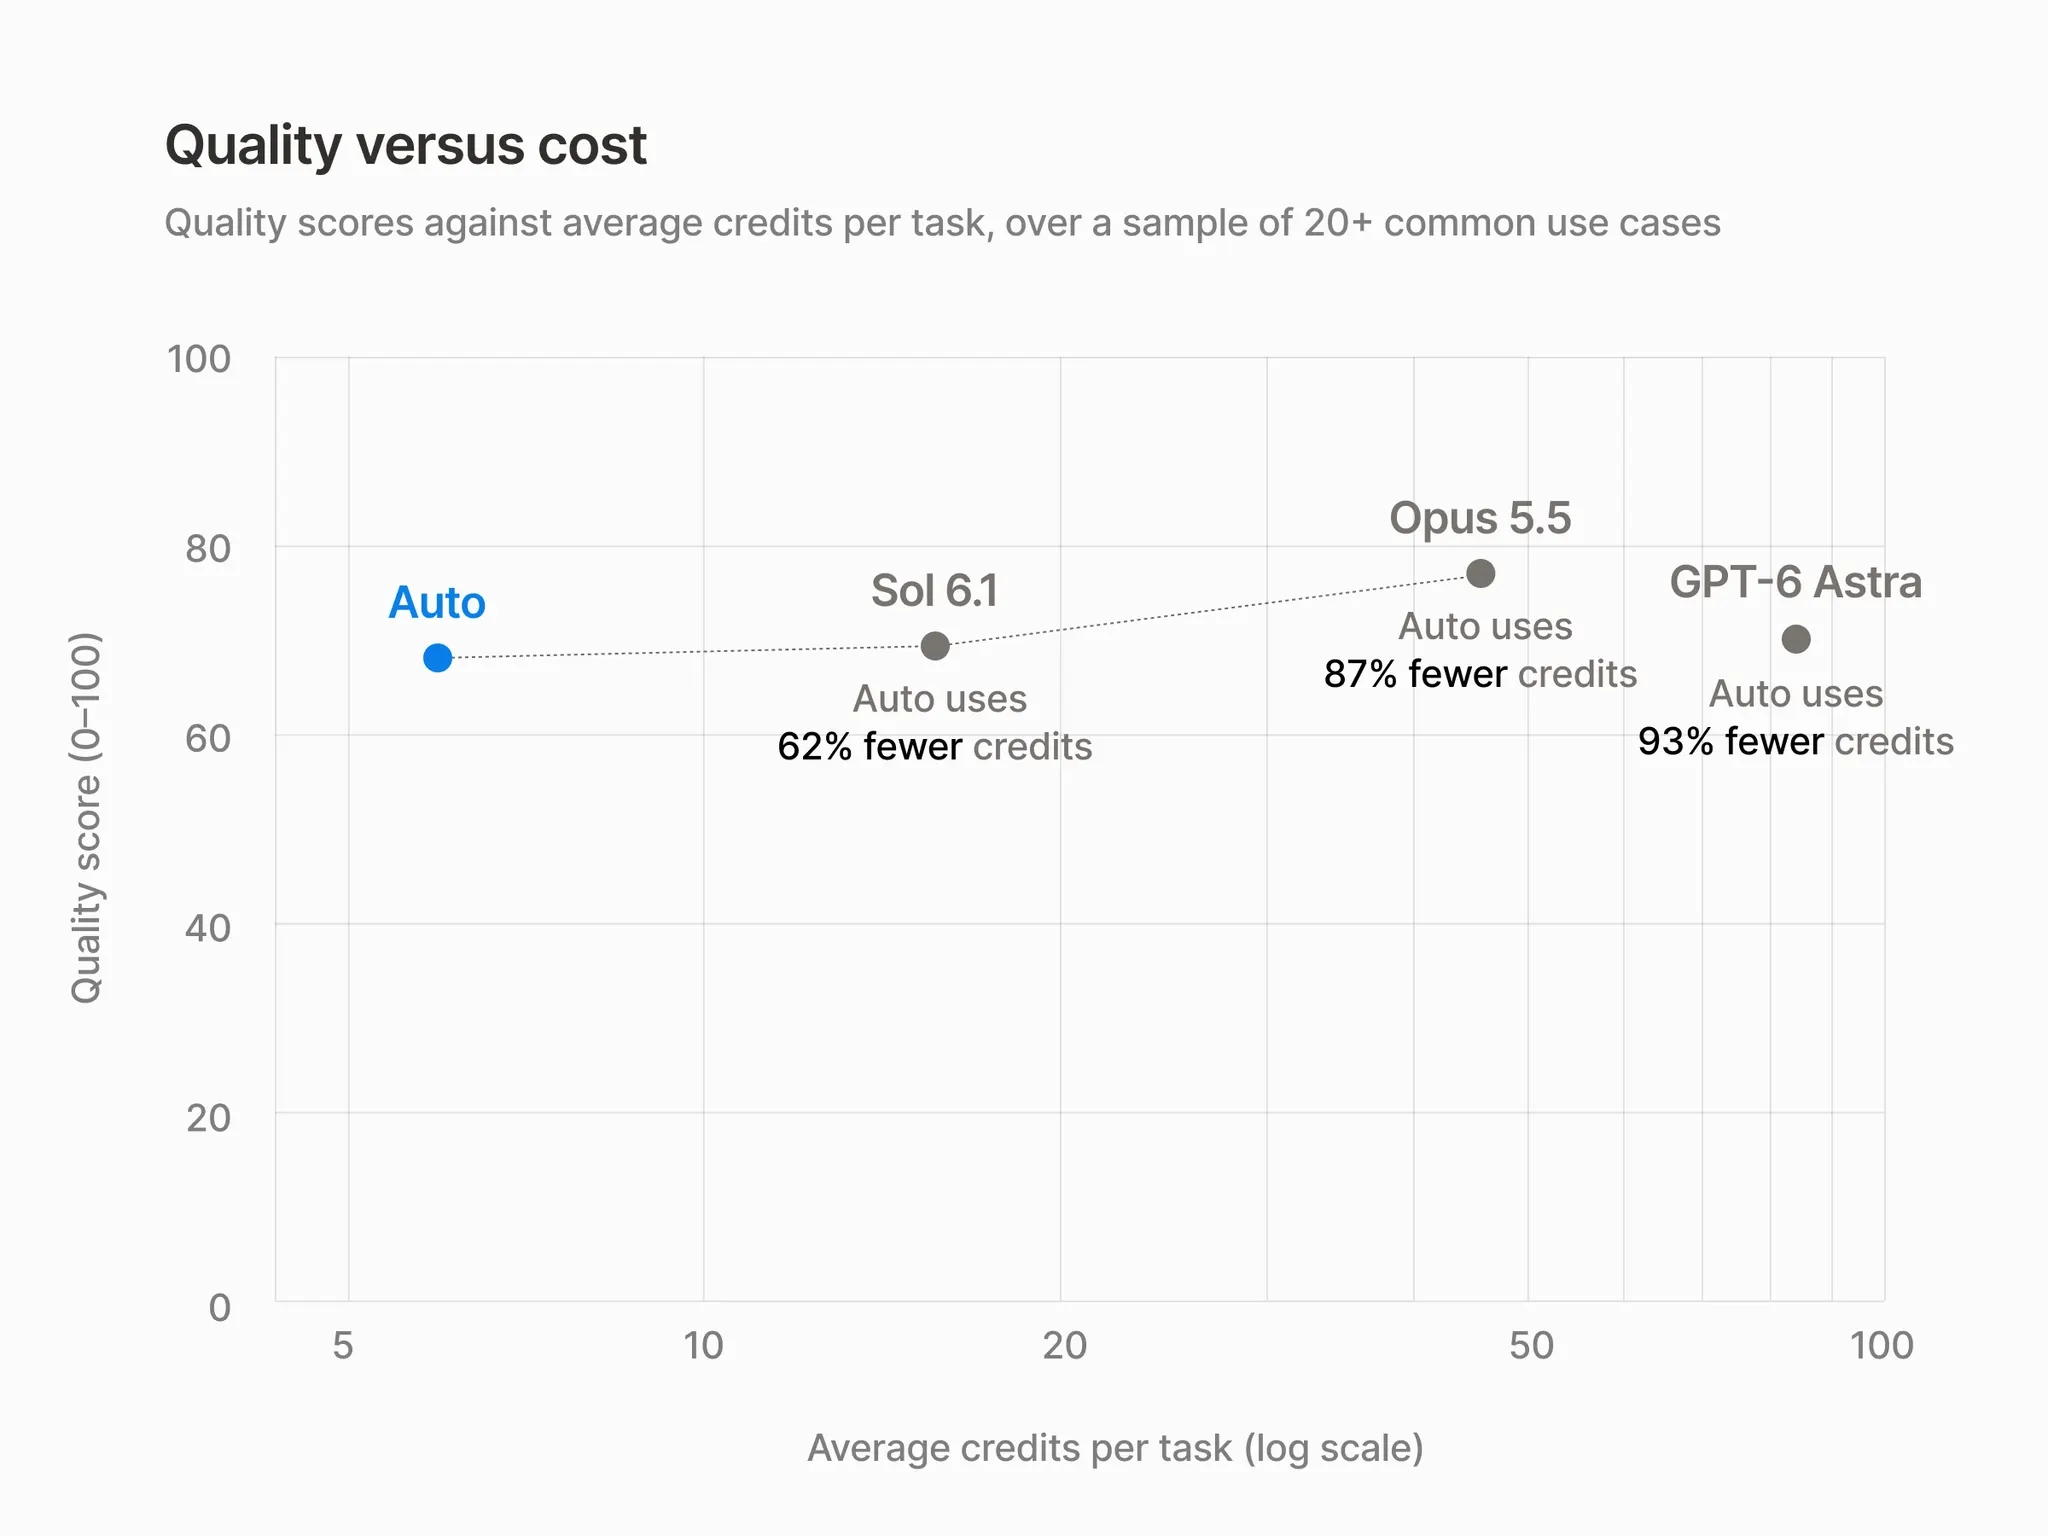 Quality versus cost
Quality scores against average credits per task, over a sample of 20+ common use cases
Quality score (0–100)
100
80
60
40
20
0
Auto
Sol 6.1
Auto uses
62% fewer credits
Opus 5.5
Auto uses
87% fewer credits
GPT-6 Astra
Auto uses
93% fewer credits
5
10
20
50
100
Average credits per task (log scale)